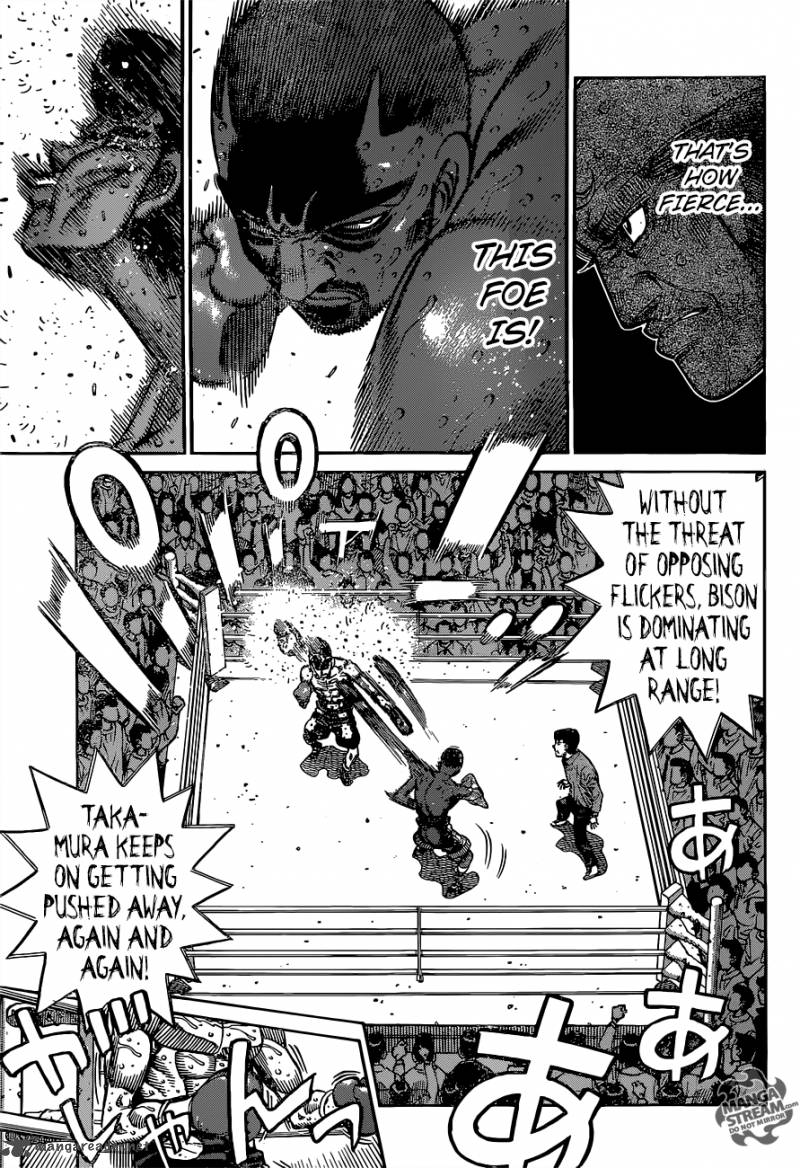 THAT'S
HOW
FIERCE...
THIS
FOE
IS!
WITHOUT
THE THREAT
OF OPPOSING
FLICKERS, BISON
IS DOMINATING
AT LONG
RANGE!
TAKA-
MURA KEEPS
ON GETTING
PUSHED AWAY,
AGAIN AND
AGAIN!
ああ
あ
MANGA
STREAM.com
DO NOT MIRROR